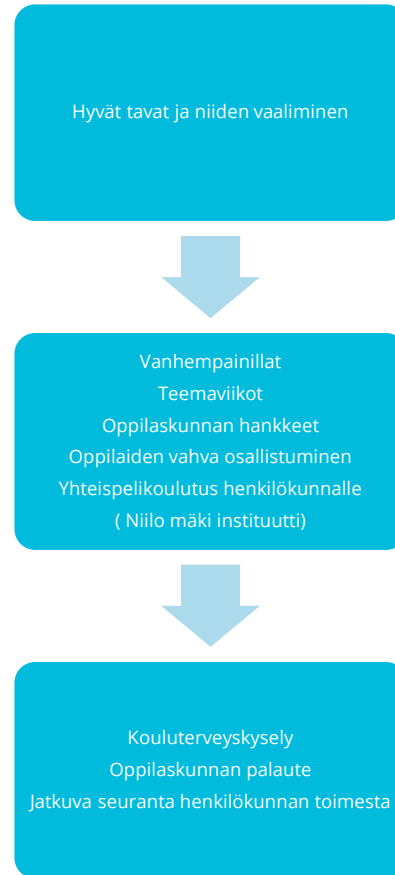 Hyvät tavat ja niiden vaaliminen
Vanhempainillat
Teemaviikot
Oppilaskunnan hankkeet
Oppilaiden vahva osallistuminen
Yhteispelikoulutus henkilökunnalle
( Niilo mäki instituutti)
Kouluterveyskysely
Oppilaskunnan palaute
Jatkuva seuranta henkilökunnan toimesta